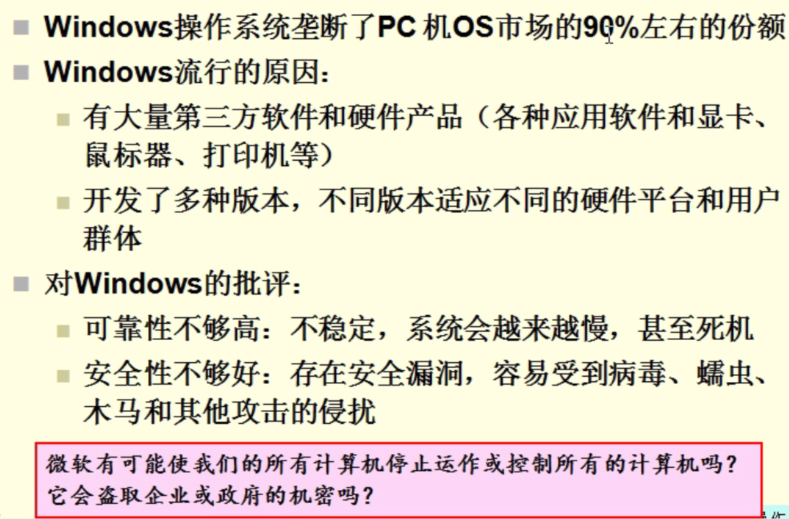 Windows操作系统垄断了PC 机OS市场的90%左右的份额
Windows流行的原因：
有大量第三方软件和硬件产品（各种应用软件和显卡、
鼠标器、打印机等）
开发了多种版本，不同版本适应不同的硬件平台和用户
群体
对Windows的批评：
可靠性不够高：不稳定，系统会越来越慢，甚至死机
安全性不够好：存在安全漏洞，容易受到病毒、蠕虫、
木马和其他攻击的侵扰
微软有可能使我们的所有计算机停止运作或控制所有的计算机吗？
它会盗取企业或政府的机密吗？